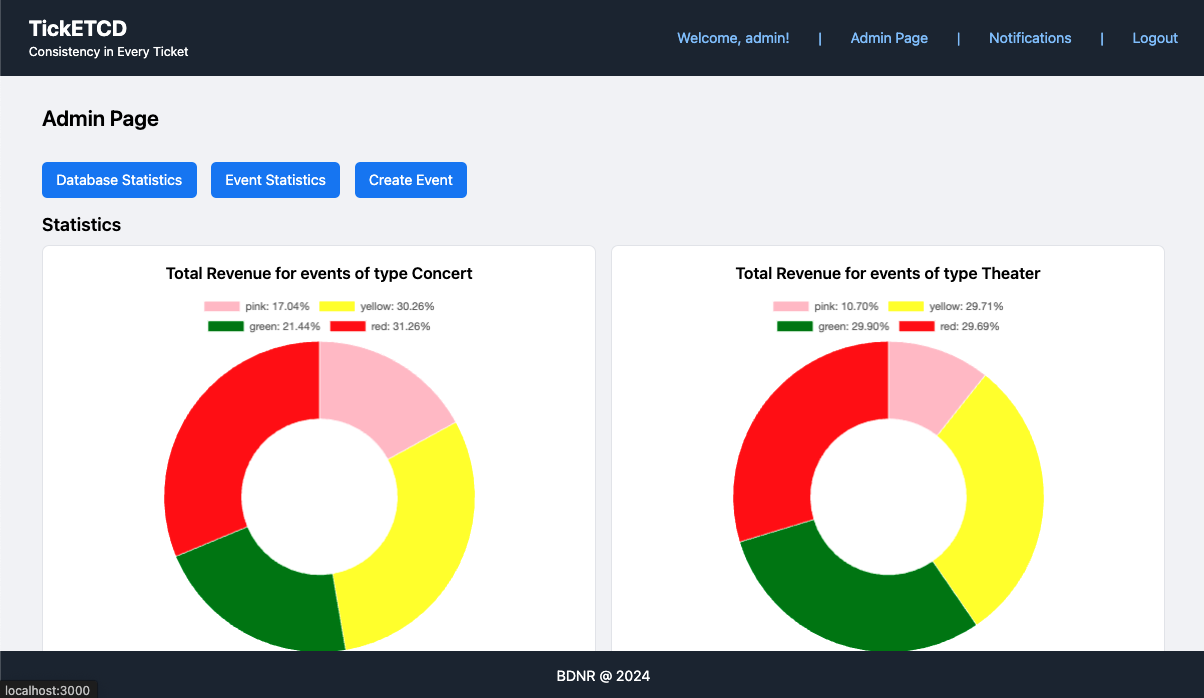 TickETCD
Consistency in Every Ticket
Welcome, admin! | Admin Page | Notifications | Logout
Admin Page
Database Statistics Event Statistics Create Event
Statistics
Total Revenue for events of type Concert
pink: 17.04% yellow: 30.26%
green: 21.44% red: 31.26%
Total Revenue for events of type Theater
pink: 10.70% yellow: 29.71%
green: 29.90% red: 29.69%
BDNR @ 2024
localhost:3000